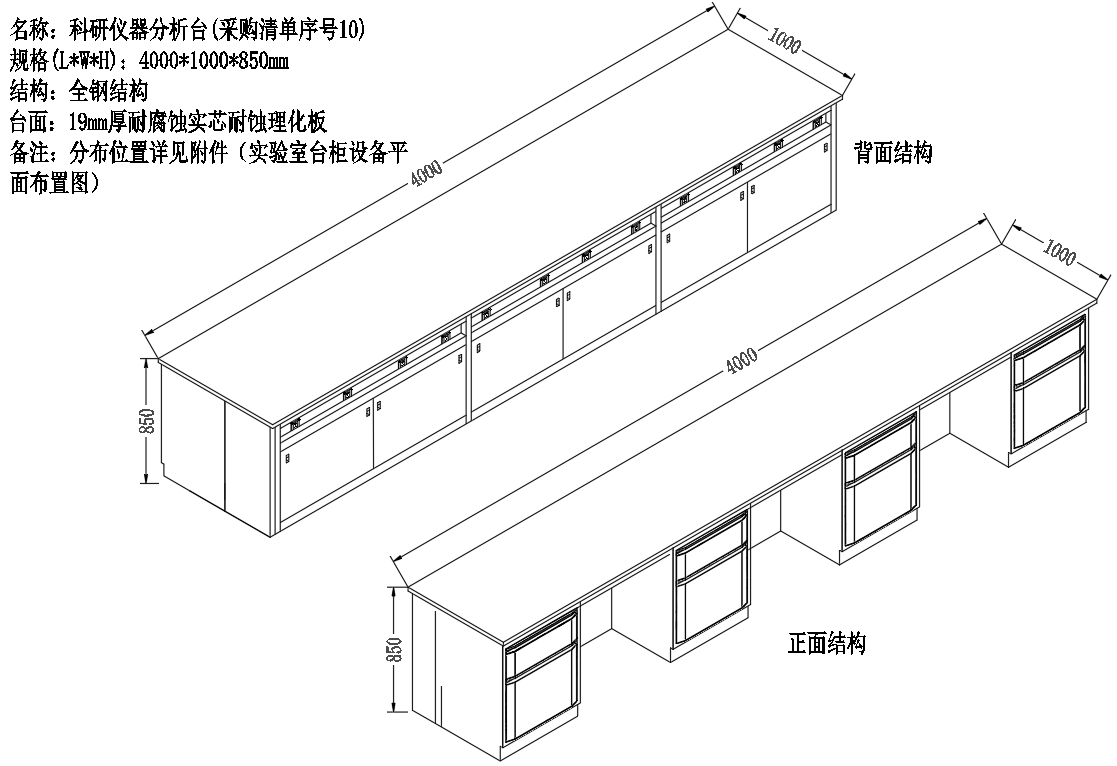 名称：科研仪器分析台(采购清单序号10)
规格(L*W*H)：4000*1000*850mm
结构：全钢结构
台面：19mm厚耐腐蚀实芯耐蚀理化板
备注：分布位置详见附件（实验室台柜设备平
面布置图）
1000
4000
背面结构
850
1000
4000
850
正面结构